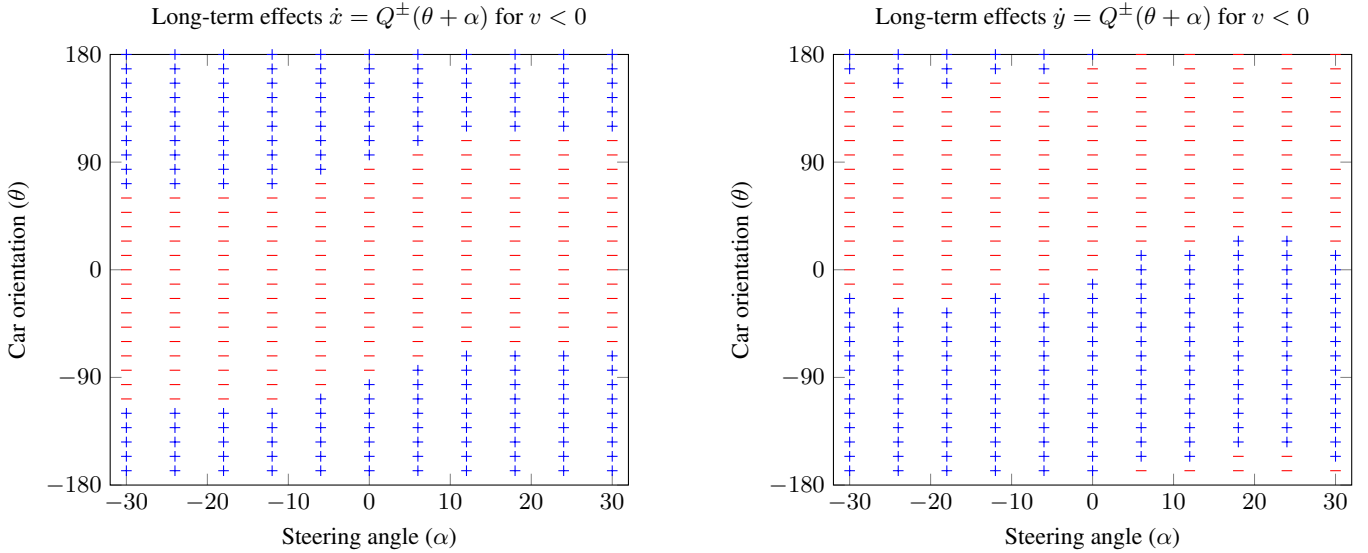 Long-term effects ẋ = Q±(θ + α) for v < 0
180
90
0
−90
−180
−30 −20 −10 0 10 20 30
Car orientation (θ)
Steering angle (α)
Long-term effects ẏ = Q±(θ + α) for v < 0
180
90
0
−90
−180
−30 −20 −10 0 10 20 30
Car orientation (θ)
Steering angle (α)